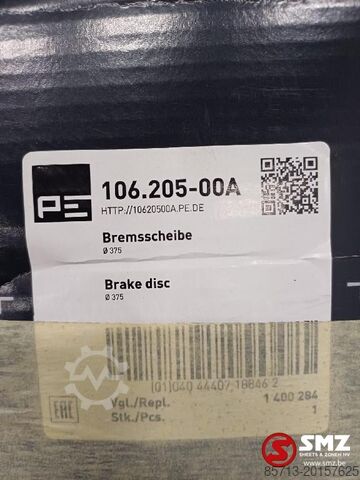 PE
106.205-00A
HTTP://10620500A.PE.DE
Bremsscheibe
Ø 375
Brake disc
Ø 375
(01)040 44407 18846 2
Vgl./Repl. 1 400 284
Stk./Pcs. 1
EAC
SMZ
SHEETS & ZONEN NV
www.smz.be
85713-20157625